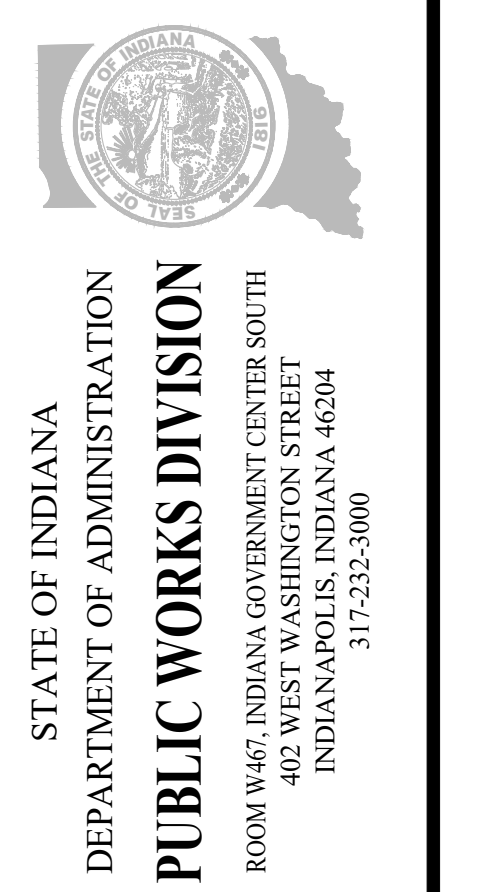 SEAL OF THE STATE OF INDIANA
1816
STATE OF INDIANA
DEPARTMENT OF ADMINISTRATION
PUBLIC WORKS DIVISION
ROOM W467, INDIANA GOVERNMENT CENTER SOUTH
402 WEST WASHINGTON STREET
INDIANAPOLIS, INDIANA 46204
317-232-3000